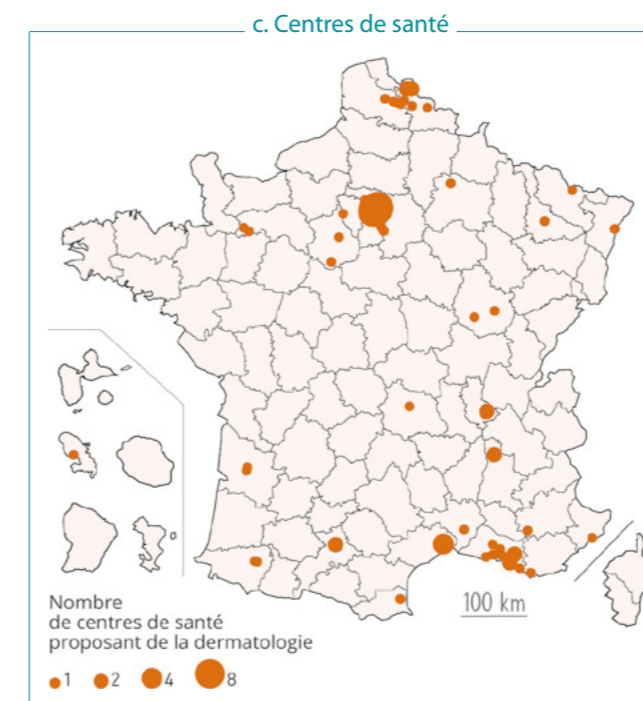 c. Centres de santé
100 km
Nombre
de centres de santé
proposant de la dermatologie
1 2 4 8